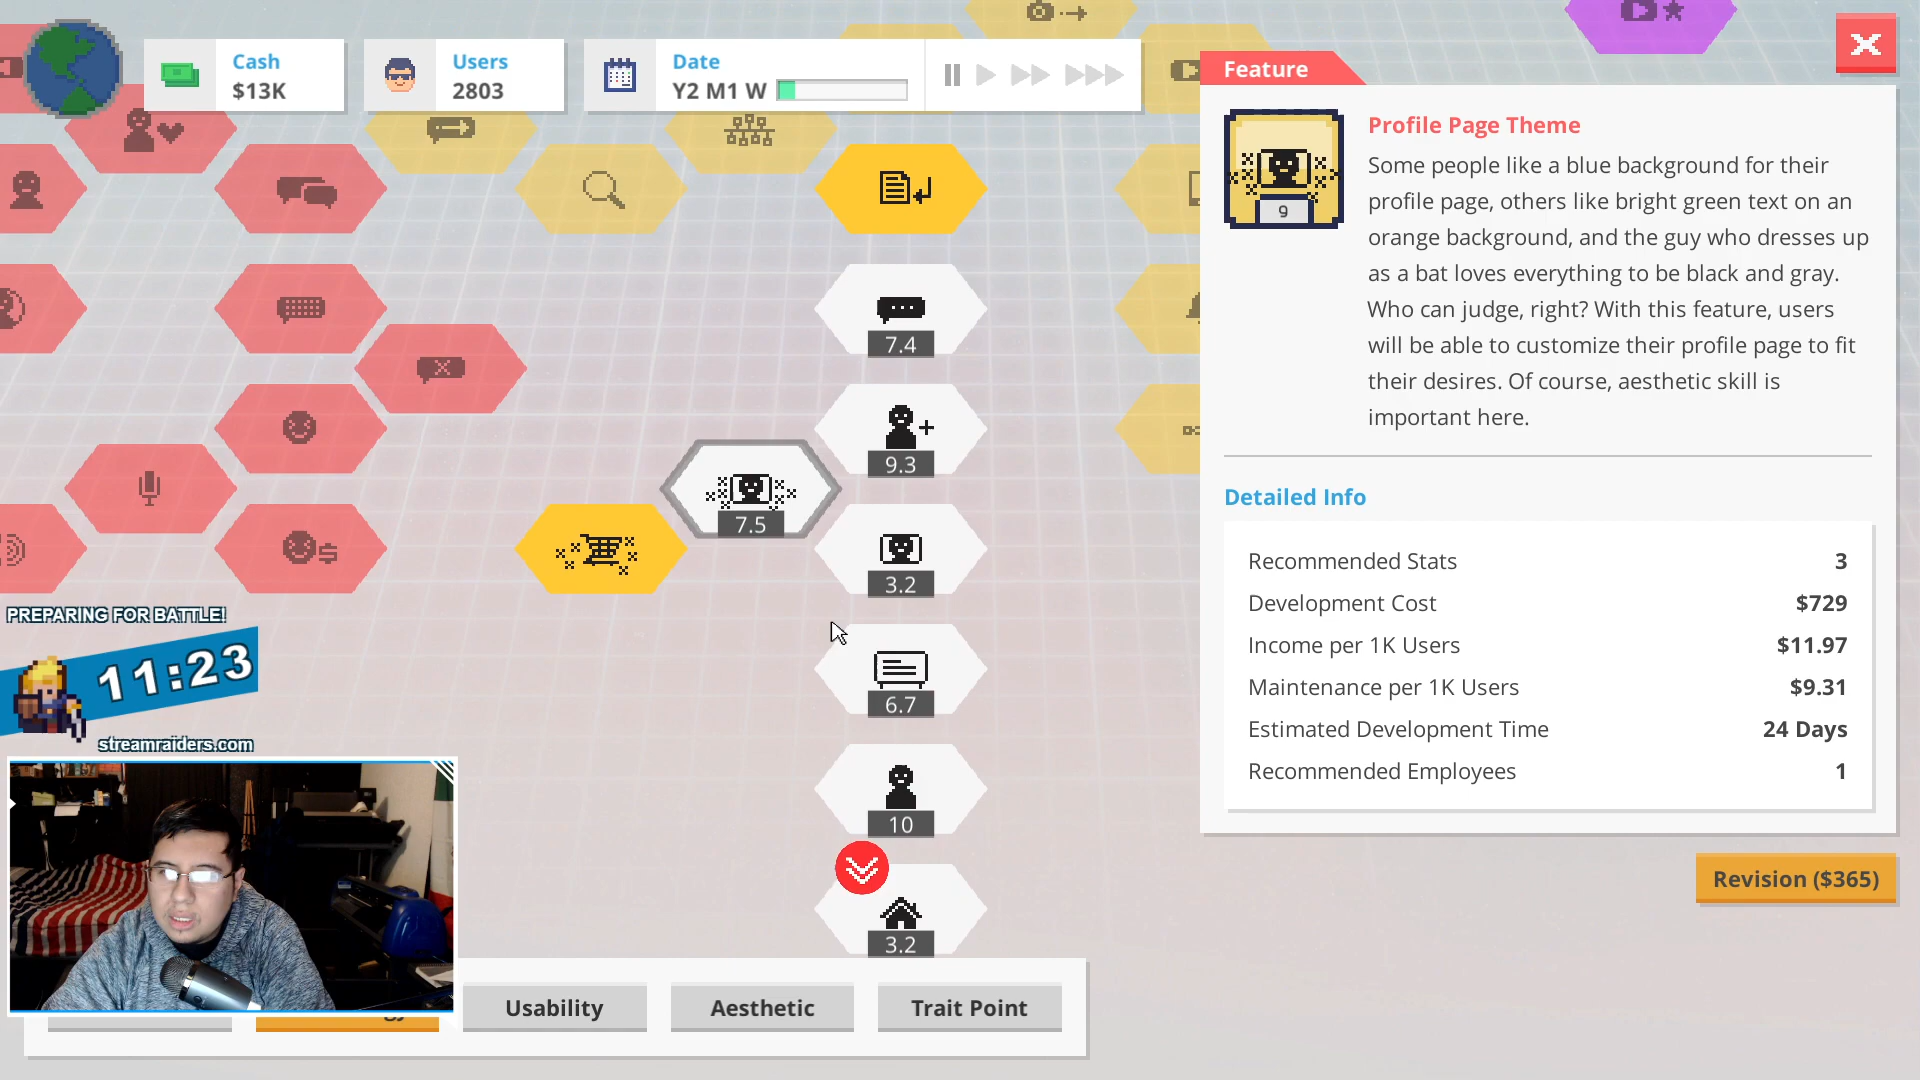 Cash
$13K
Users
2803
Date
Y2 M1 W
Feature
Profile Page Theme
Some people like a blue background for their
profile page, others like bright green text on an
orange background, and the guy who dresses up
as a bat loves everything to be black and gray.
Who can judge, right? With this feature, users
will be able to customize their profile page to fit
their desires. Of course, aesthetic skill is
important here.
9
Detailed Info
Recommended Stats 3
Development Cost $729
Income per 1K Users $11.97
Maintenance per 1K Users $9.31
Estimated Development Time 24 Days
Recommended Employees 1
Revision ($365)
7.4
9.3
7.5
3.2
6.7
10
3.2
PREPARING FOR BATTLE!
11:23
streamraiders.com
Usability
Aesthetic
Trait Point